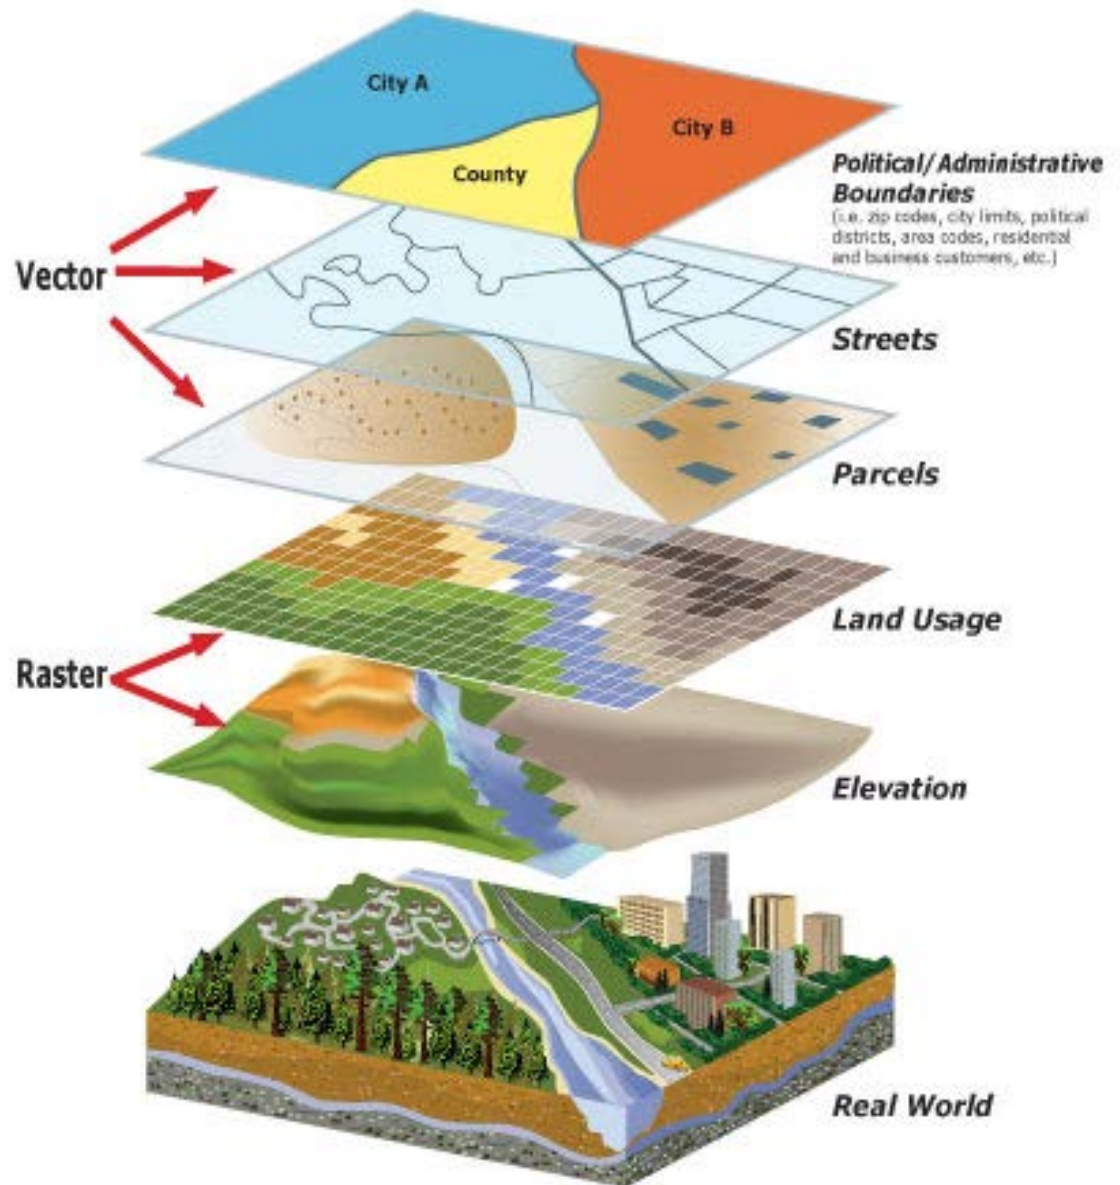 City A
City B
County
Political/Administrative
Boundaries
(i.e. zip codes, city limits, political
districts, area codes, residential
and business customers, etc.)
Vector
Streets
Parcels
Land Usage
Raster
Elevation
Real World